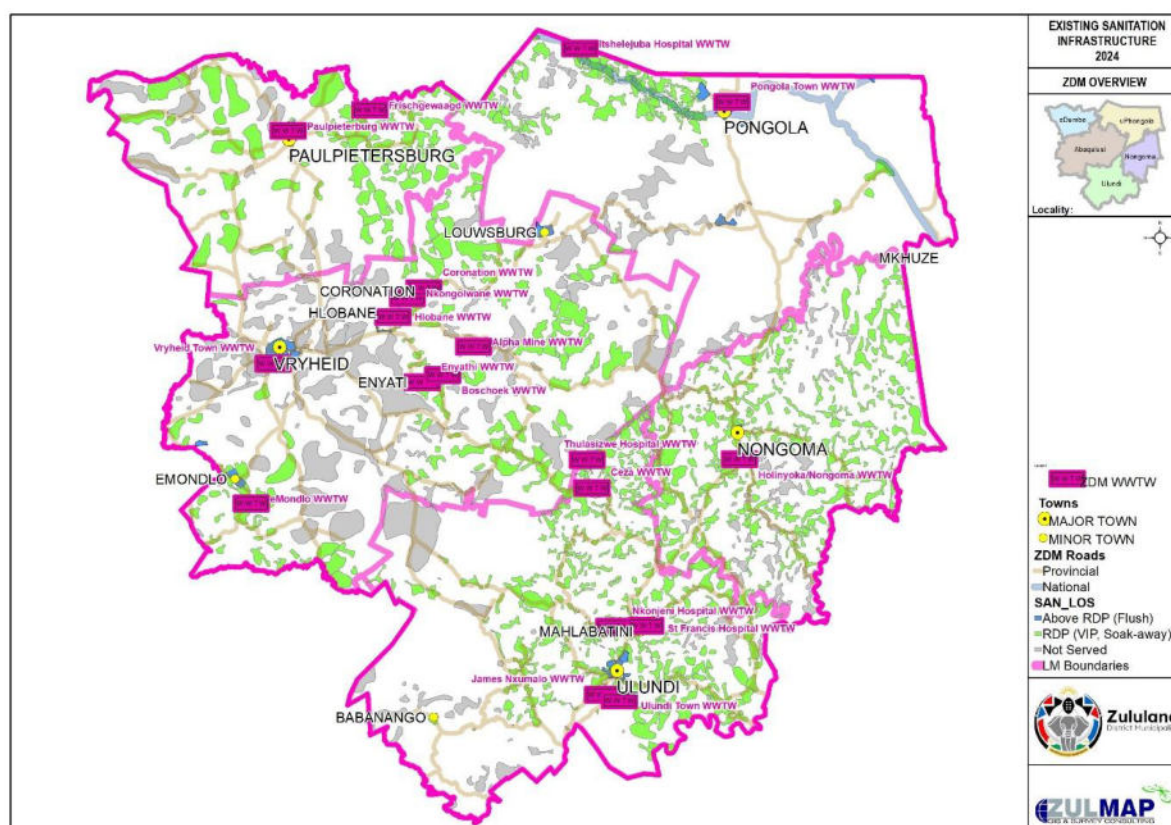 Itshelejuba Hospital WWTW
Pongola Town WWTW
Frischgewaagd WWTW
PONGOLA
Paulpieterburg WWTW
PAULPIETERSBURG
LOUWSBURG
MKHUZE
Coronation WWTW
CORONATION
Nkongolwane WWTW
HLOBANE
Hlobane WWTW
Vryheid Town WWTW
VRYHEID
Alpha Mine WWTW
Enyathi WWTW
ENYATI
Boschoek WWTW
NONGOMA
Thulasizwe Hospital WWTW
Holinyoka/Nongoma WWTW
Ceza WWTW
EMONDLO
eMondlo WWTW
Nkonjeni Hospital WWTW
MAHLABATINI
St Francis Hospital WWTW
James Nxumalo WWTW
ULUNDI
Ulundi Town WWTW
BABANANGO
EXISTING SANITATION
INFRASTRUCTURE
2024
ZDM OVERVIEW
eDumbe
uPhongolo
Abaqulusi
Nongoma
Ulundi
Locality:
ZDM WWTW
Towns
MAJOR TOWN
MINOR TOWN
ZDM Roads
Provincial
National
SAN_LOS
Above RDP (Flush)
RDP (VIP, Soak-away)
Not Served
LM Boundaries
Zululand
District Municipality
ZULMAP
GIS & SURVEY CONSULTING